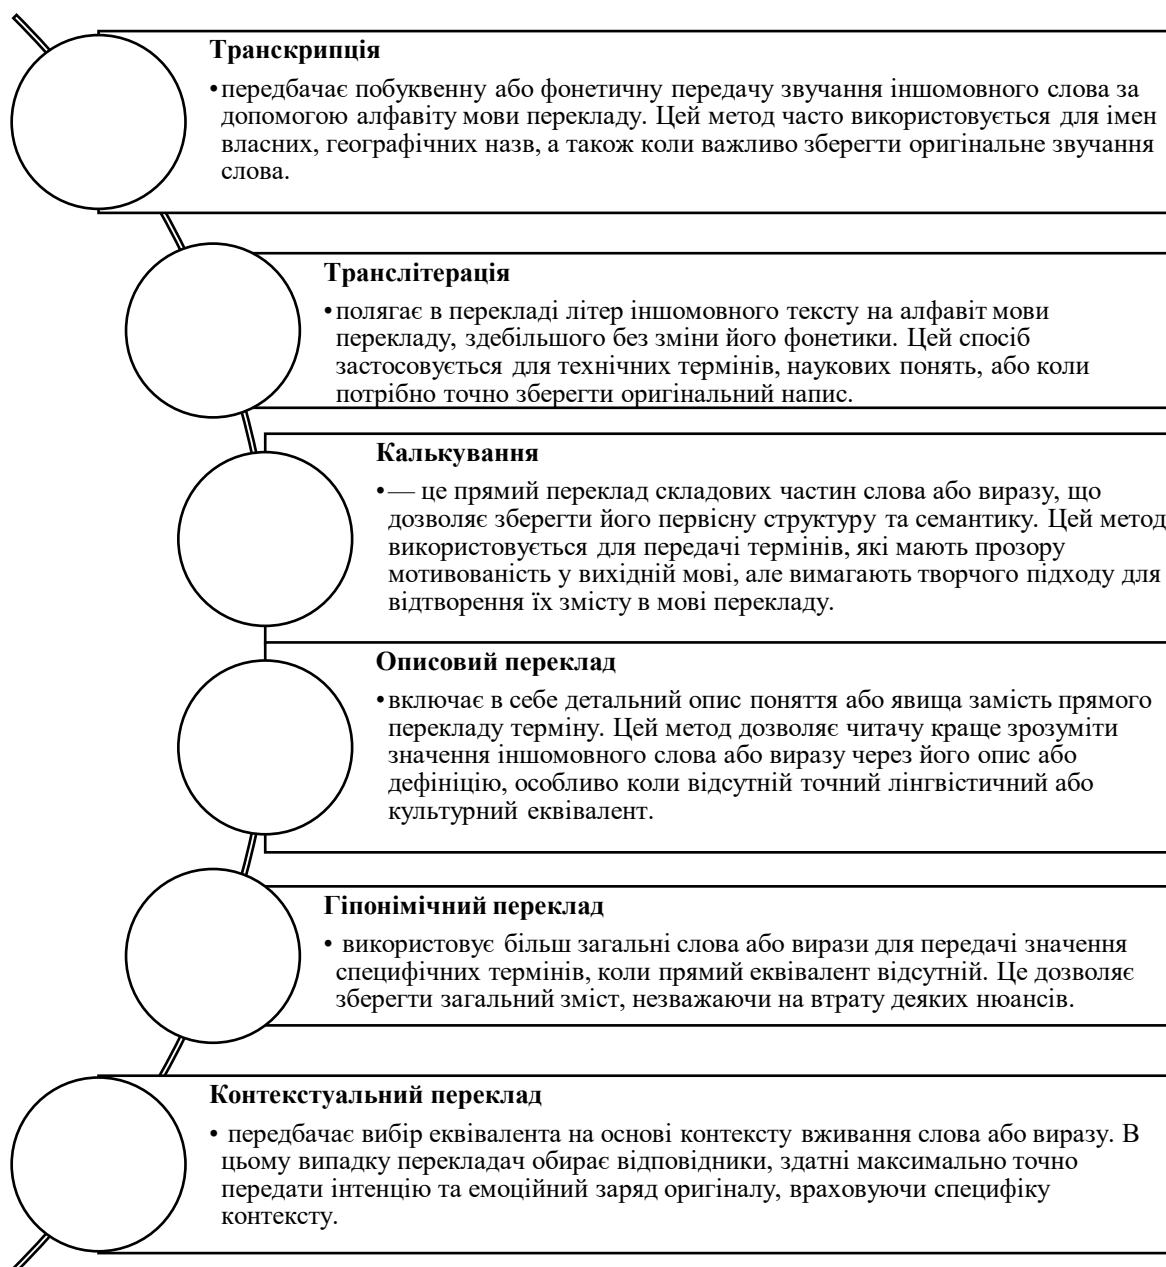 Транскрипція
•передбачає побуквенну або фонетичну передачу звучання іншомовного слова за
допомогою алфавіту мови перекладу. Цей метод часто використовується для імен
власних, географічних назв, а також коли важливо зберегти оригінальне звучання
слова.
Транслітерація
•полягає в перекладі літер іншомовного тексту на алфавіт мови
перекладу, здебільшого без зміни його фонетики. Цей спосіб
застосовується для технічних термінів, наукових понять, або коли
потрібно точно зберегти оригінальний напис.
Калькування
•— це прямий переклад складових частин слова або виразу, що
дозволяє зберегти його первісну структуру та семантику. Цей метод
використовується для передачі термінів, які мають прозору
мотивованість у вихідній мові, але вимагають творчого підходу для
відтворення їх змісту в мові перекладу.
Описовий переклад
•включає в себе детальний опис поняття або явища замість прямого
перекладу терміну. Цей метод дозволяє читачу краще зрозуміти
значення іншомовного слова або виразу через його опис або
дефініцію, особливо коли відсутній точний лінгвістичний або
культурний еквівалент.
Гіпонімічний переклад
• використовує більш загальні слова або вирази для передачі значення
специфічних термінів, коли прямий еквівалент відсутній. Це дозволяє
зберегти загальний зміст, незважаючи на втрату деяких нюансів.
Контекстуальний переклад
• передбачає вибір еквівалента на основі контексту вживання слова або виразу. В
цьому випадку перекладач обирає відповідники, здатні максимально точно
передати інтенцію та емоційний заряд оригіналу, враховуючи специфіку
контексту.